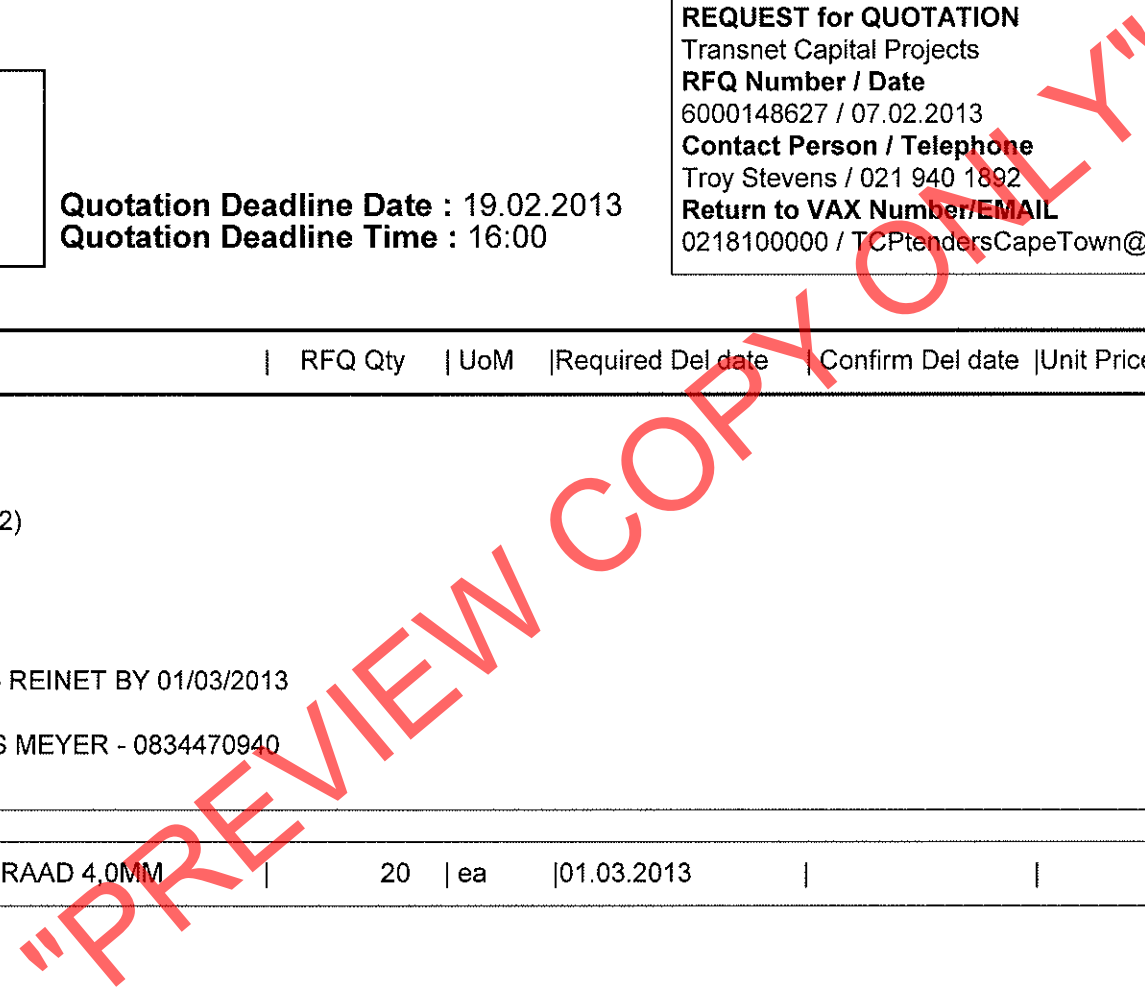 REQUEST for QUOTATION
Transnet Capital Projects
RFQ Number / Date
6000148627 / 07.02.2013
Contact Person / Telephone
Troy Stevens / 021 940 1892
Return to VAX Number/EMAIL
0218100000 / TCPtendersCapeTown@
Quotation Deadline Date : 19.02.2013
Quotation Deadline Time : 16:00
| RFQ Qty | UoM |Required Del date | Confirm Del date |Unit Price
2)
REINET BY 01/03/2013
S MEYER - 0834470940
RAAD 4,0MM | 20 | ea |01.03.2013 | |
"PREVIEW COPY ONLY"